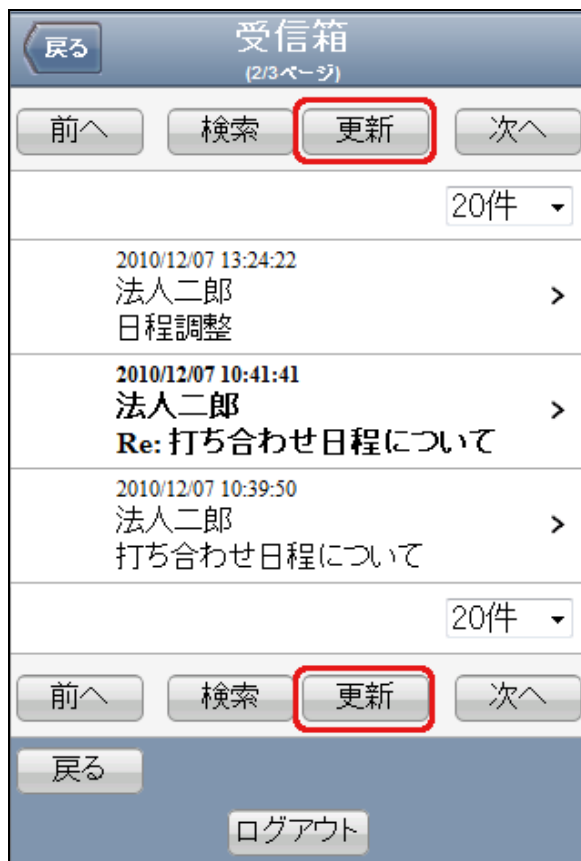 戻る
受信箱
(2/3ページ)
前へ 検索 更新 次へ
20件
2010/12/07 13:24:22
法人二郎
日程調整
2010/12/07 10:41:41
法人二郎
Re: 打ち合わせ日程について
2010/12/07 10:39:50
法人二郎
打ち合わせ日程について
20件
前へ 検索 更新 次へ
戻る
ログアウト